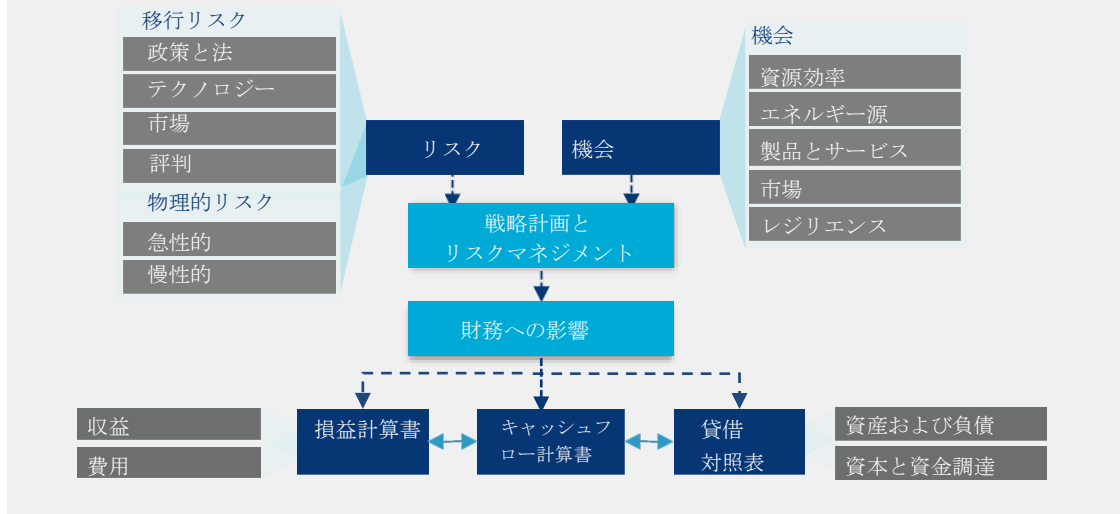 移行リスク
政策と法
テクノロジー
市場
評判
物理的リスク
急性的
慢性的
リスク
機会
機会
資源効率
エネルギー源
製品とサービス
市場
レジリエンス
戦略計画と
リスクマネジメント
財務への影響
収益
費用
損益計算書
キャッシュフ
ロー計算書
貸借
対照表
資産および負債
資本と資金調達